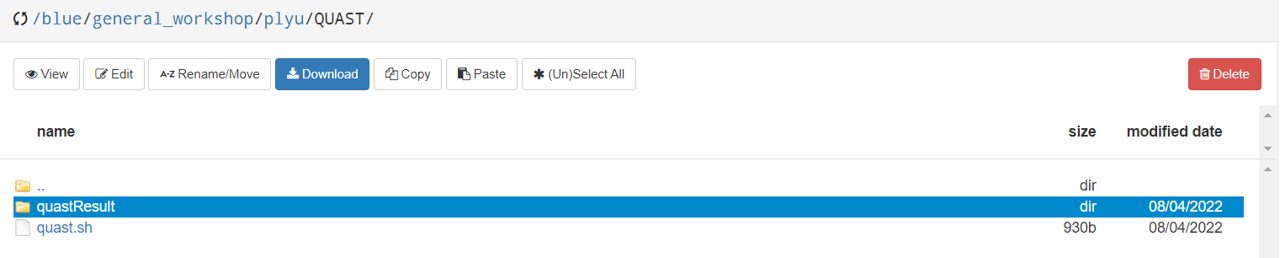 /blue/general_workshop/plyu/QUAST/
View Edit A-Z Rename/Move Download Copy Paste (Un)Select All Delete
name size modified date
.. dir
quastResult dir 08/04/2022
quast.sh 930b 08/04/2022